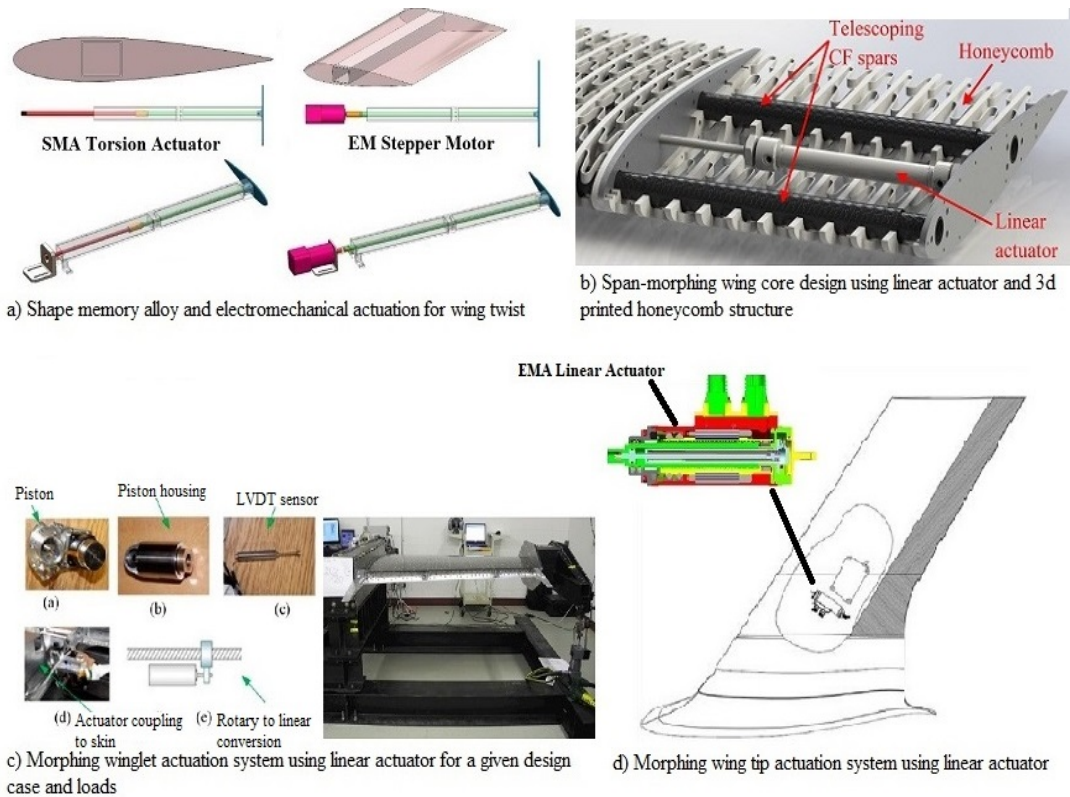 SMA Torsion Actuator
EM Stepper Motor
a) Shape memory alloy and electromechanical actuation for wing twist
Telescoping
CF spars
Honeycomb
Linear
actuator
b) Span-morphing wing core design using linear actuator and 3d
printed honeycomb structure
Piston
Piston housing
LVDT sensor
(a)
(b)
(c)
(d)
Actuator coupling
to skin
(e)
Rotary to linear
conversion
c) Morphing winglet actuation system using linear actuator for a given design
case and loads
EMA Linear Actuator
d) Morphing wing tip actuation system using linear actuator